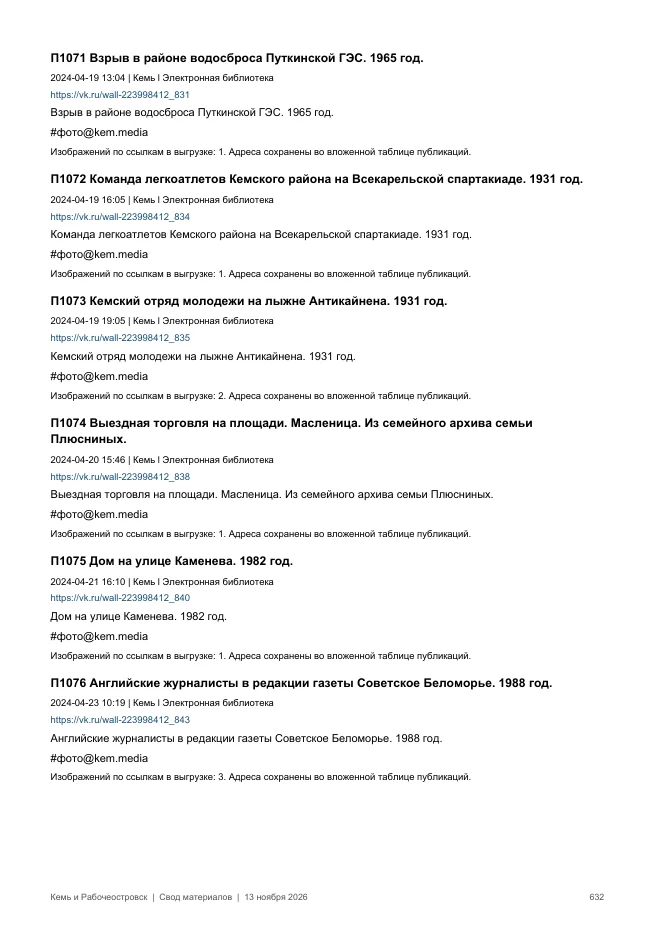 П1071 Взрыв в районе водосброса Путкинской ГЭС. 1965 год.
2024-04-19 13:04 | Кемь I Электронная библиотека
https://vk.ru/wall-223998412_831
Взрыв в районе водосброса Путкинской ГЭС. 1965 год.
#фото@kem.media
Изображений по ссылкам в выгрузке: 1. Адреса сохранены во вложенной таблице публикаций.
П1072 Команда легкоатлетов Кемского района на Всекарельской спартакиаде. 1931 год.
2024-04-19 16:05 | Кемь I Электронная библиотека
https://vk.ru/wall-223998412_834
Команда легкоатлетов Кемского района на Всекарельской спартакиаде. 1931 год.
#фото@kem.media
Изображений по ссылкам в выгрузке: 1. Адреса сохранены во вложенной таблице публикаций.
П1073 Кемский отряд молодежи на лыжне Антикайнена. 1931 год.
2024-04-19 19:05 | Кемь I Электронная библиотека
https://vk.ru/wall-223998412_835
Кемский отряд молодежи на лыжне Антикайнена. 1931 год.
#фото@kem.media
Изображений по ссылкам в выгрузке: 2. Адреса сохранены во вложенной таблице публикаций.
П1074 Выездная торговля на площади. Масленица. Из семейного архива семьи
Плюсниных.
2024-04-20 15:46 | Кемь I Электронная библиотека
https://vk.ru/wall-223998412_838
Выездная торговля на площади. Масленица. Из семейного архива семьи Плюсниных.
#фото@kem.media
Изображений по ссылкам в выгрузке: 1. Адреса сохранены во вложенной таблице публикаций.
П1075 Дом на улице Каменева. 1982 год.
2024-04-21 16:10 | Кемь I Электронная библиотека
https://vk.ru/wall-223998412_840
Дом на улице Каменева. 1982 год.
#фото@kem.media
Изображений по ссылкам в выгрузке: 1. Адреса сохранены во вложенной таблице публикаций.
П1076 Английские журналисты в редакции газеты Советское Беломорье. 1988 год.
2024-04-23 10:19 | Кемь I Электронная библиотека
https://vk.ru/wall-223998412_843
Английские журналисты в редакции газеты Советское Беломорье. 1988 год.
#фото@kem.media
Изображений по ссылкам в выгрузке: 3. Адреса сохранены во вложенной таблице публикаций.
Кемь и Рабочеостровск | Свод материалов | 13 ноября 2026 632